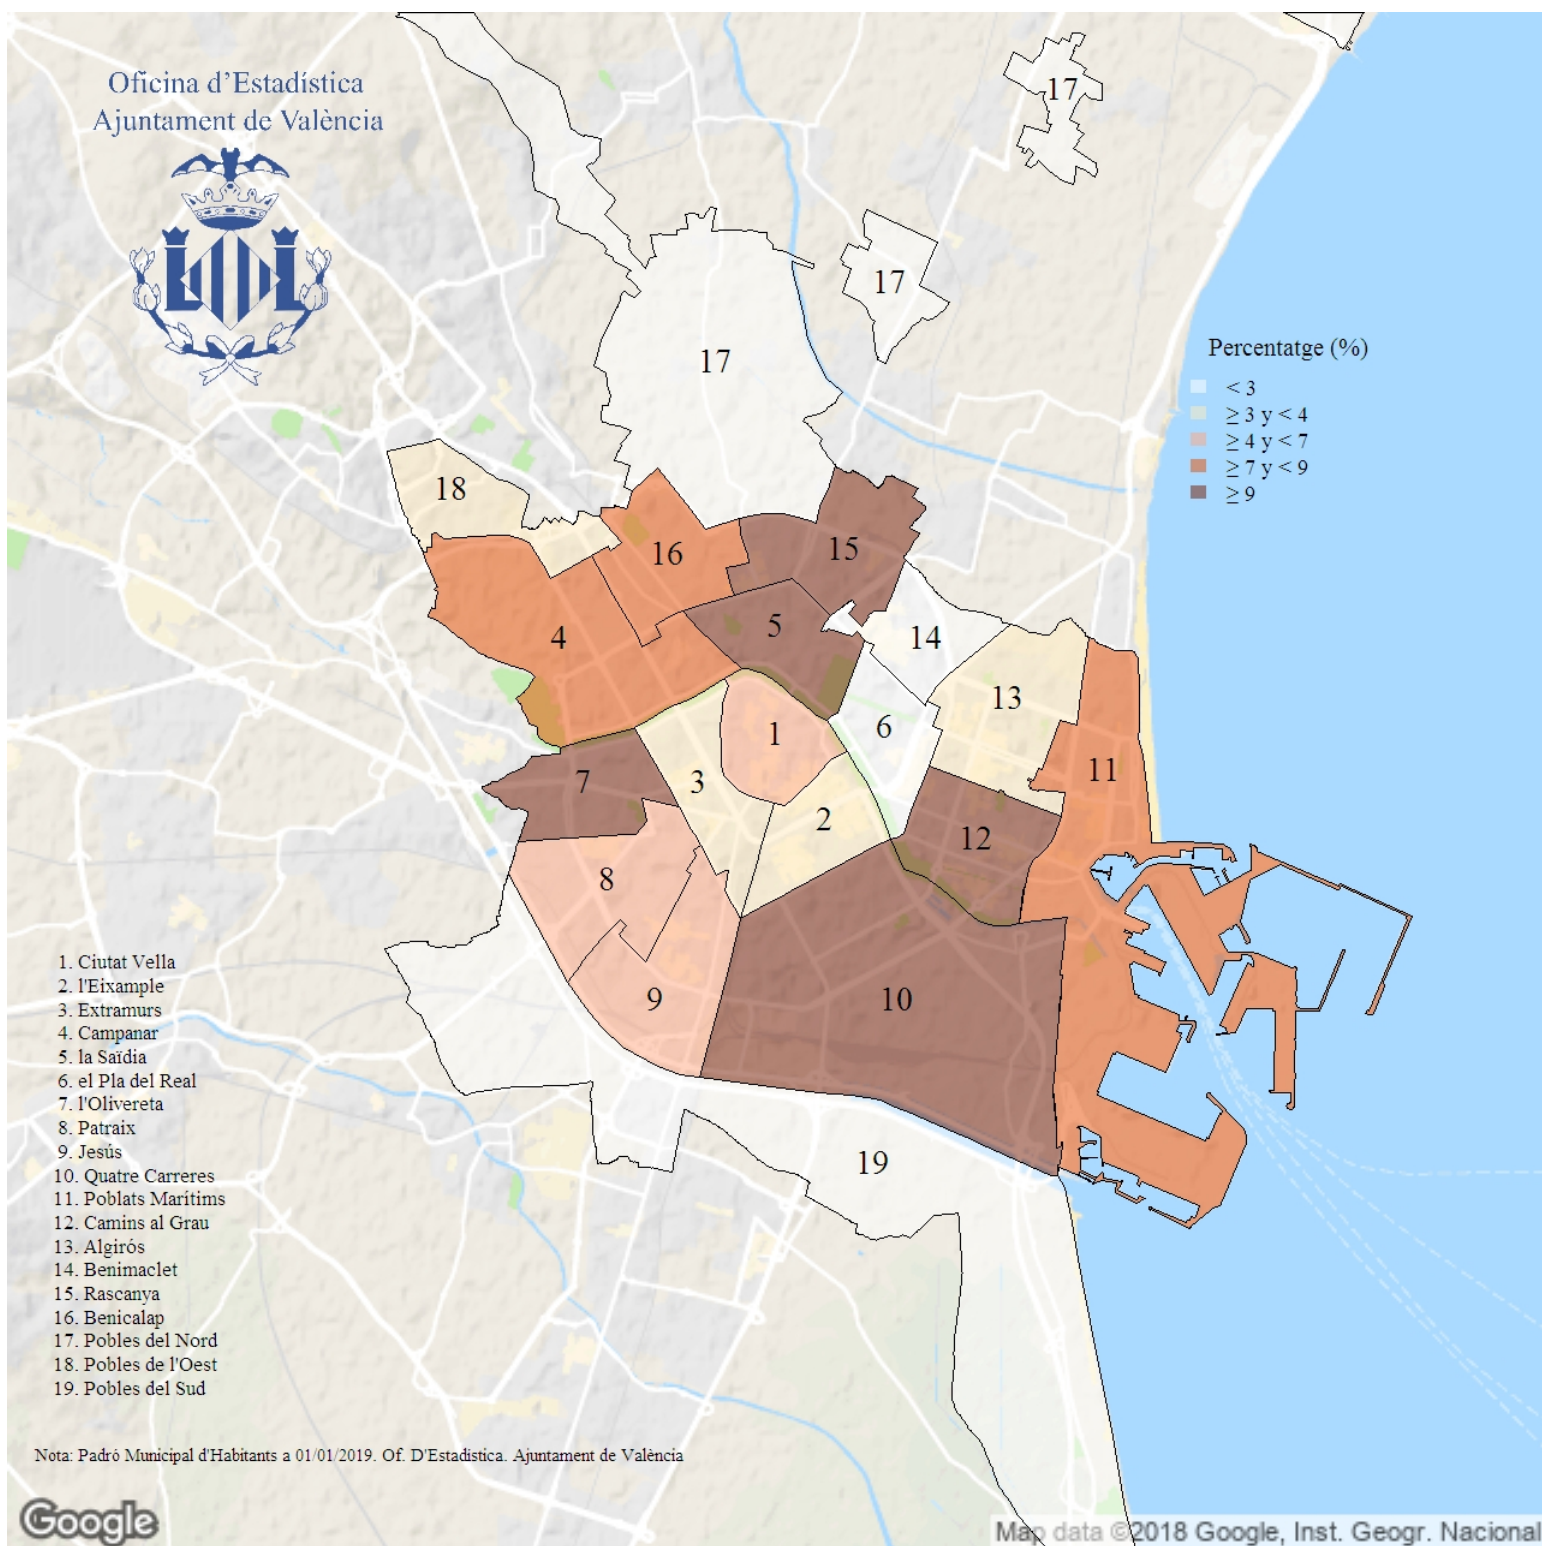 Oficina d'Estadística
Ajuntament de València
17
17
17
Percentatge (%)
< 3
≥ 3 y < 4
≥ 4 y < 7
≥ 7 y < 9
≥ 9
18
16
15
5
14
4
13
6
1
11
7
3
2
12
8
10
9
19
1. Ciutat Vella
2. l'Eixample
3. Extramurs
4. Campanar
5. la Saïdia
6. el Pla del Real
7. l'Olivereta
8. Patraix
9. Jesús
10. Quatre Carreres
11. Poblats Marítims
12. Camins al Grau
13. Algirós
14. Benimaclet
15. Rascanya
16. Benicalap
17. Pobles del Nord
18. Pobles de l'Oest
19. Pobles del Sud
Nota: Padró Municipal d'Habitants a 01/01/2019. Of. D'Estadística. Ajuntament de València
Google
Map data ©2018 Google, Inst. Geogr. Nacional